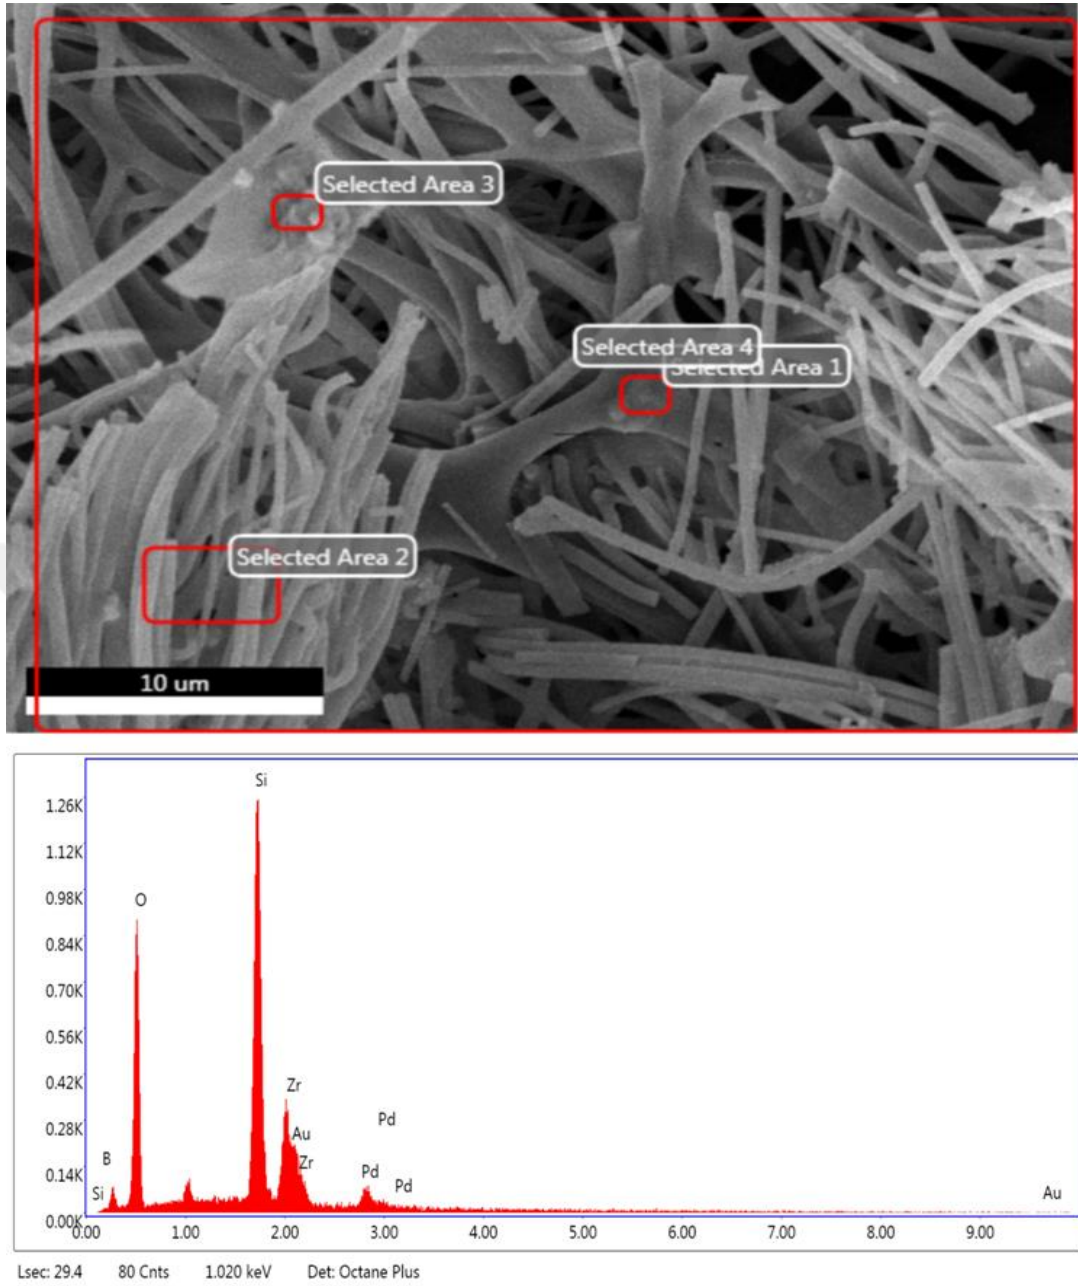 Selected Area 3
Selected Area 4
Selected Area 1
Selected Area 2
10 um
Si
1.26K
1.12K
0.98K
O
0.84K
0.70K
0.56K
0.42K
Zr
0.28K
Pd
Au
0.14K
B
Zr
Pd
Si
Pd
Au
0.00K
0.00 1.00 2.00 3.00 4.00 5.00 6.00 7.00 8.00 9.00
Lsec: 29.4 80 Cnts 1.020 keV Det: Octane Plus